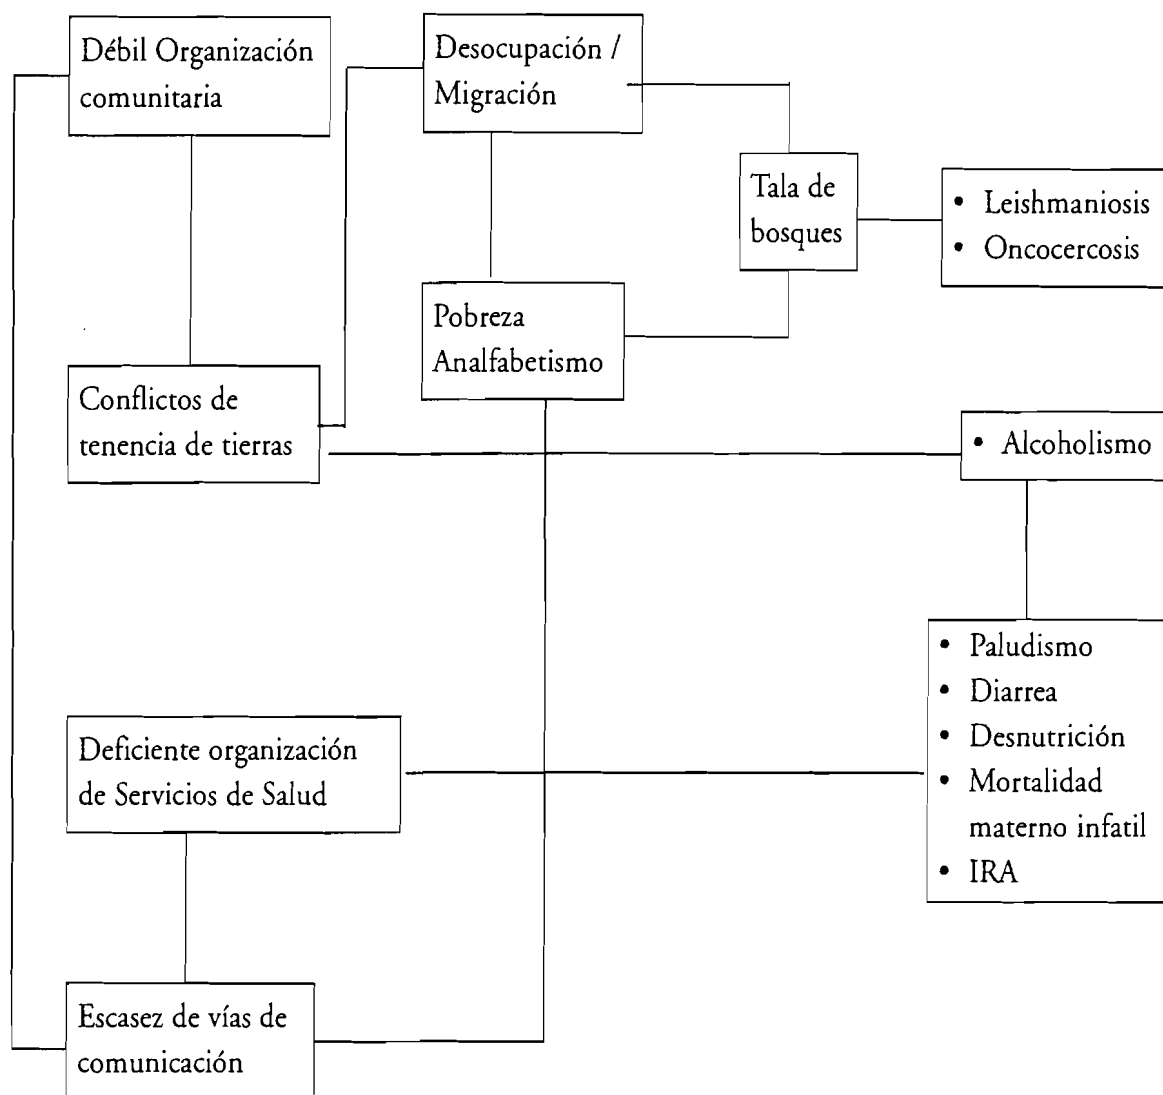 Débil Organización
comunitaria
Desocupación /
Migración
Tala de
bosques
• Leishmaniosis
• Oncocercosis
Pobreza
Analfabetismo
Conflictos de
tenencia de tierras
• Alcoholismo
• Paludismo
• Diarrea
• Desnutrición
• Mortalidad
materno infatil
• IRA
Deficiente organización
de Servicios de Salud
Escasez de vías de
comunicación